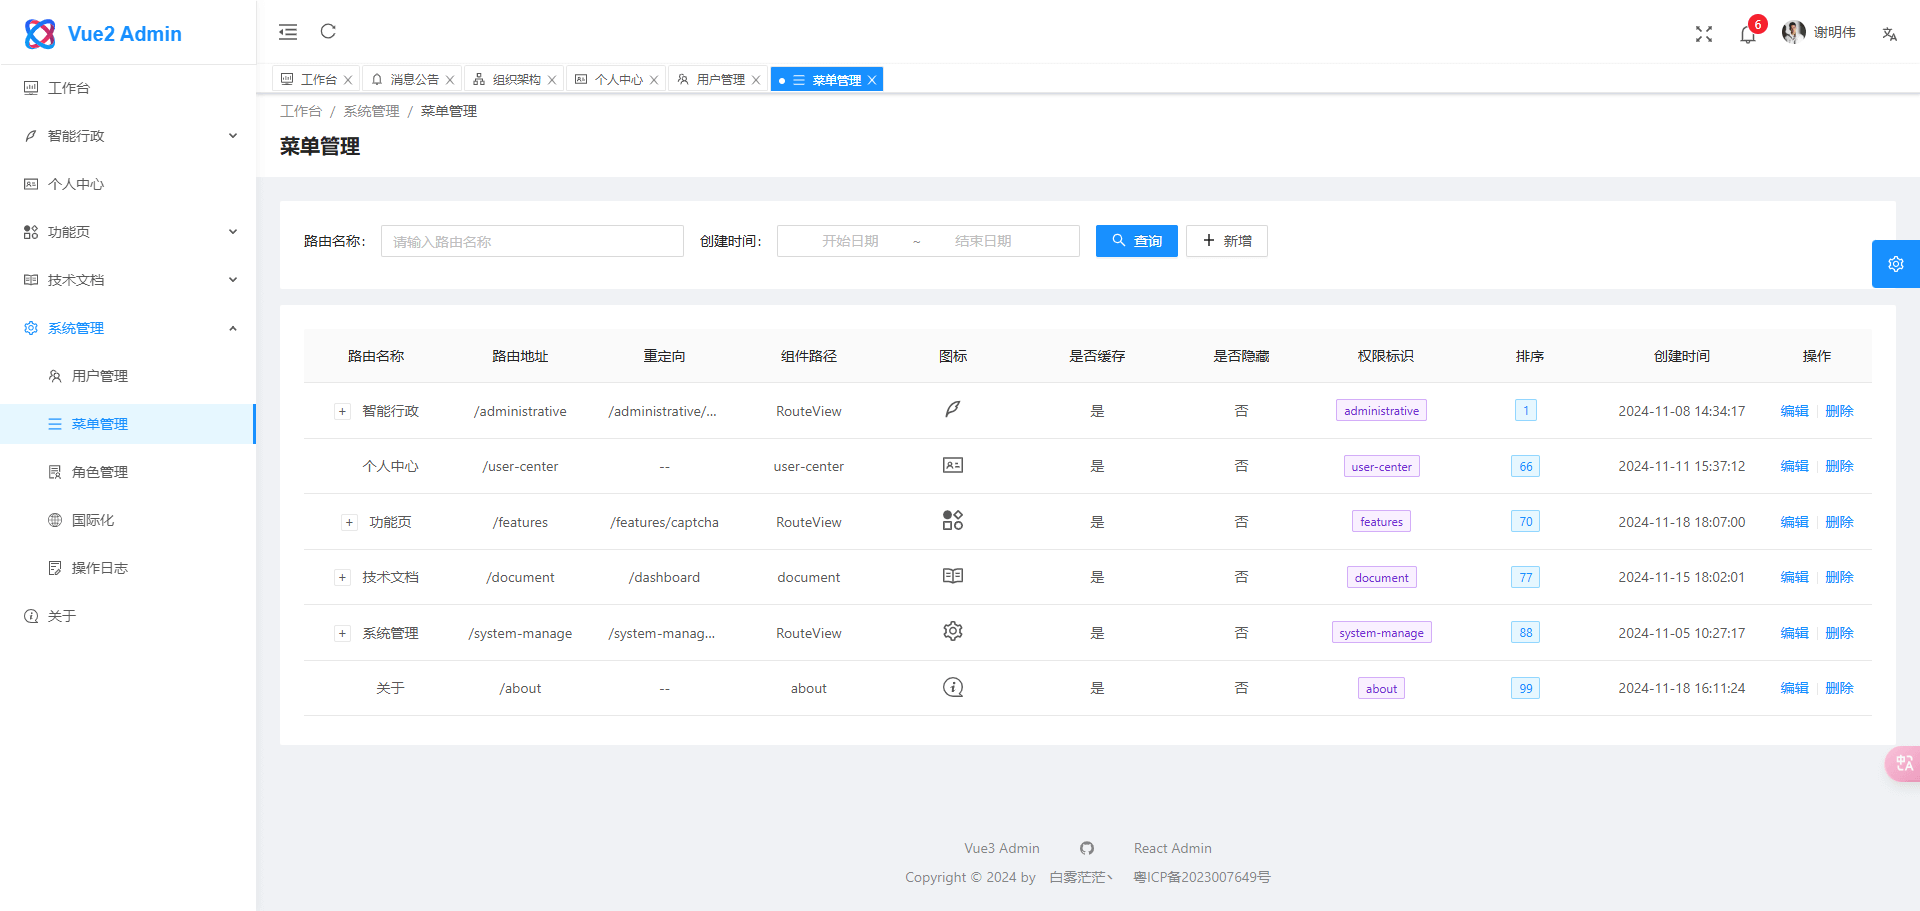 Vue2 Admin
工作台
智能行政
个人中心
功能页
技术文档
系统管理
用户管理
菜单管理
角色管理
国际化
操作日志
关于
6 谢明伟
工作台 消息公告 组织架构 个人中心 用户管理 菜单管理
工作台 / 系统管理 / 菜单管理
菜单管理
路由名称: 请输入路由名称 创建时间: 开始日期 ~ 结束日期 查询 新增
路由名称 路由地址 重定向 组件路径 图标 是否缓存 是否隐藏 权限标识 排序 创建时间 操作
智能行政 /administrative /administrative/... RouteView 是 否 administrative 1 2024-11-08 14:34:17 编辑 删除
个人中心 /user-center -- user-center 是 否 user-center 66 2024-11-11 15:37:12 编辑 删除
功能页 /features /features/captcha RouteView 是 否 features 70 2024-11-18 18:07:00 编辑 删除
技术文档 /document /dashboard document 是 否 document 77 2024-11-15 18:02:01 编辑 删除
系统管理 /system-manage /system-manag... RouteView 是 否 system-manage 88 2024-11-05 10:27:17 编辑 删除
关于 /about -- about 是 否 about 99 2024-11-18 16:11:24 编辑 删除
Vue3 Admin React Admin
Copyright © 2024 by 白雾茫茫丶 粤ICP备2023007649号